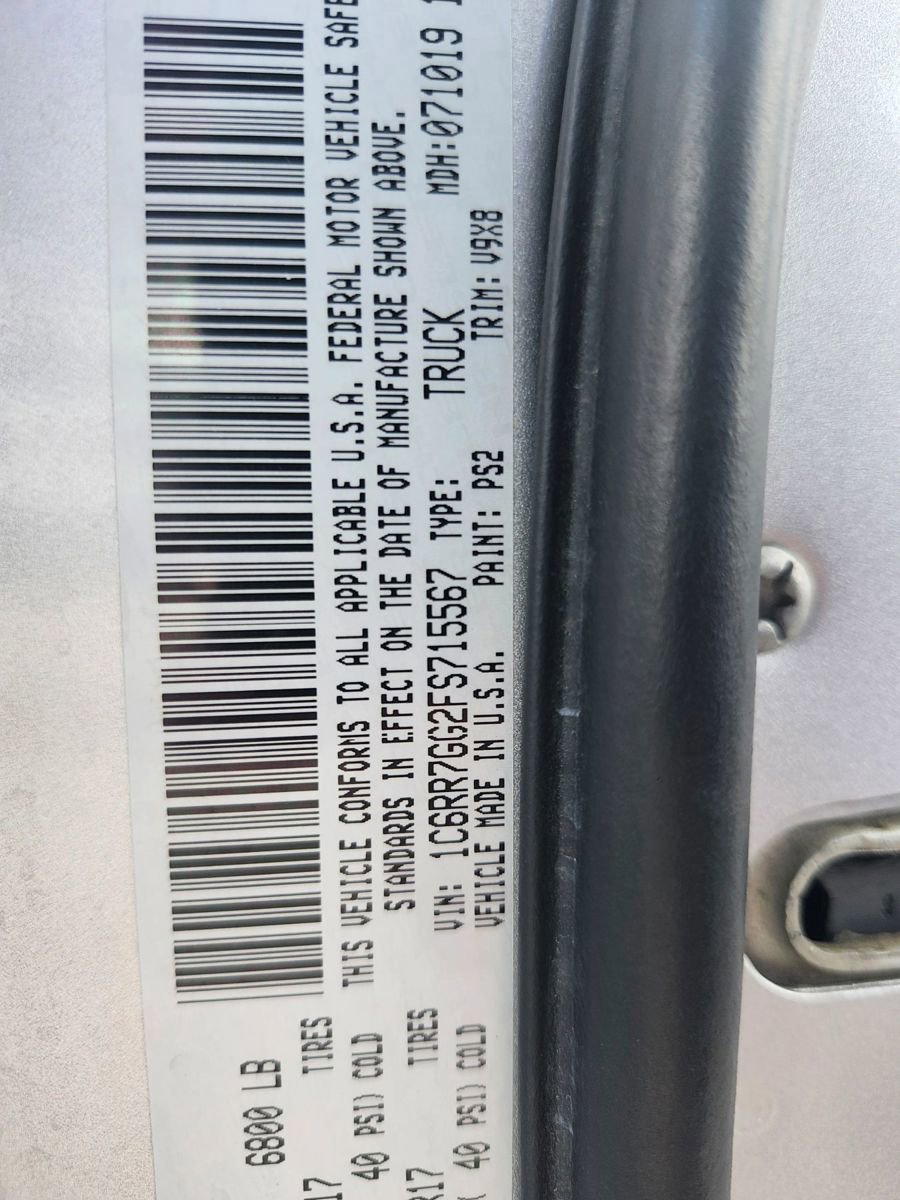 6800 LB
TIRES
40 PSI) COLD
TIRES
40 PSI) COLD
THIS VEHICLE CONFORMS TO ALL APPLICABLE U.S.A. FEDERAL MOTOR VEHICLE
STANDARDS IN EFFECT ON THE DATE OF MANUFACTURE SHOWN ABOVE.
VIN: 1C6RR7GG2FS715567 TYPE: TRUCK MDH:071019
VEHICLE MADE IN U.S.A. PAINT: PS2 TRIM: V9X8